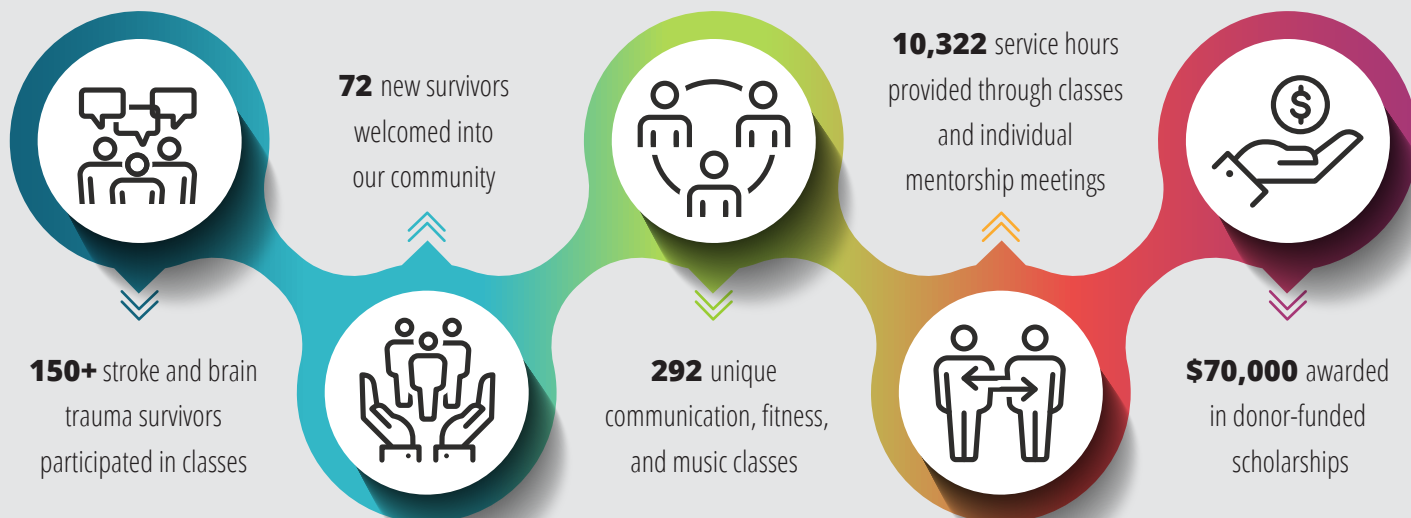 150+ stroke and brain
trauma survivors
participated in classes
72 new survivors
welcomed into
our community
292 unique
communication, fitness,
and music classes
10,322 service hours
provided through classes
and individual
mentorship meetings
$
$70,000 awarded
in donor-funded
scholarships